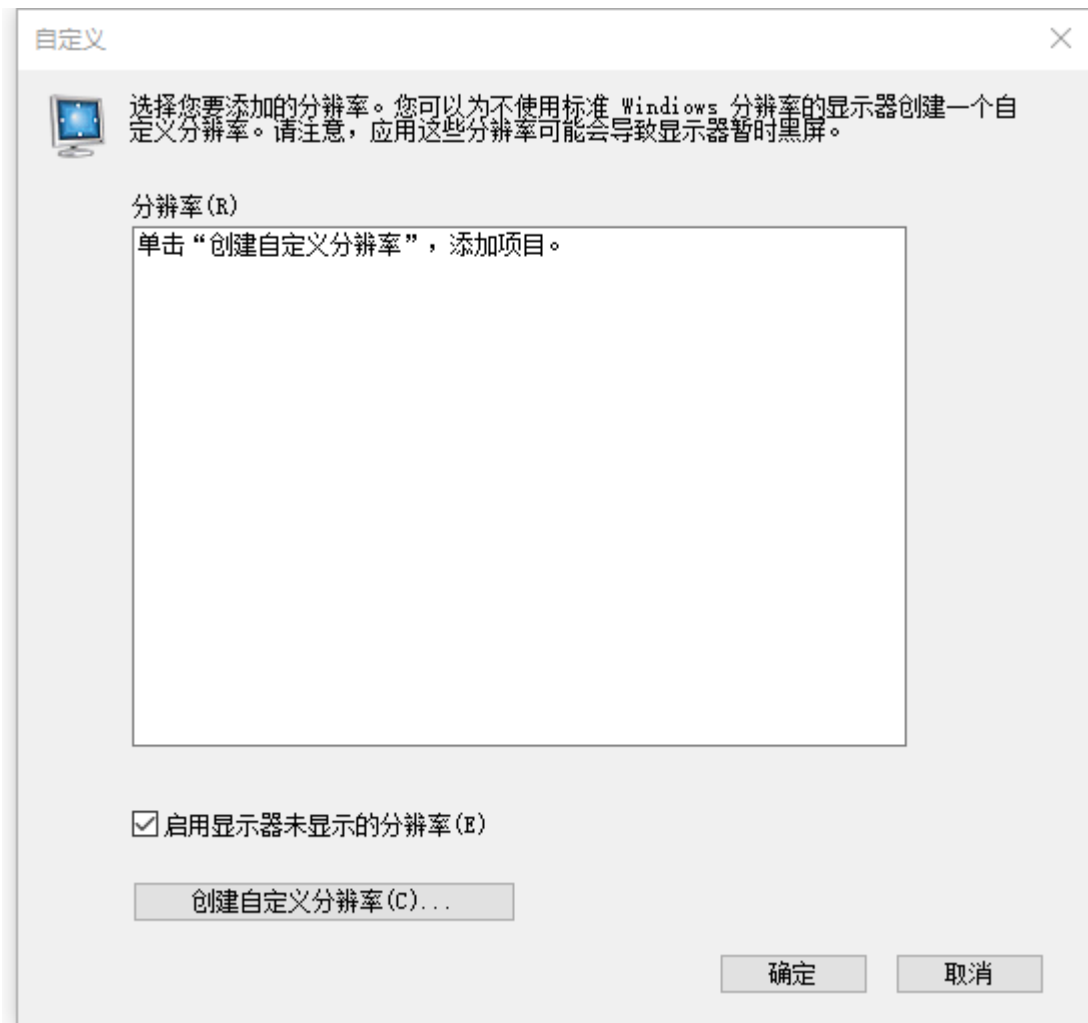 自定义
选择您要添加的分辨率。您可以为不使用标准 Windiows 分辨率的显示器创建一个自
定义分辨率。请注意，应用这些分辨率可能会导致显示器暂时黑屏。
分辨率(R)
单击“创建自定义分辨率”，添加项目。
启用显示器未显示的分辨率(E)
创建自定义分辨率(C)...
确定
取消